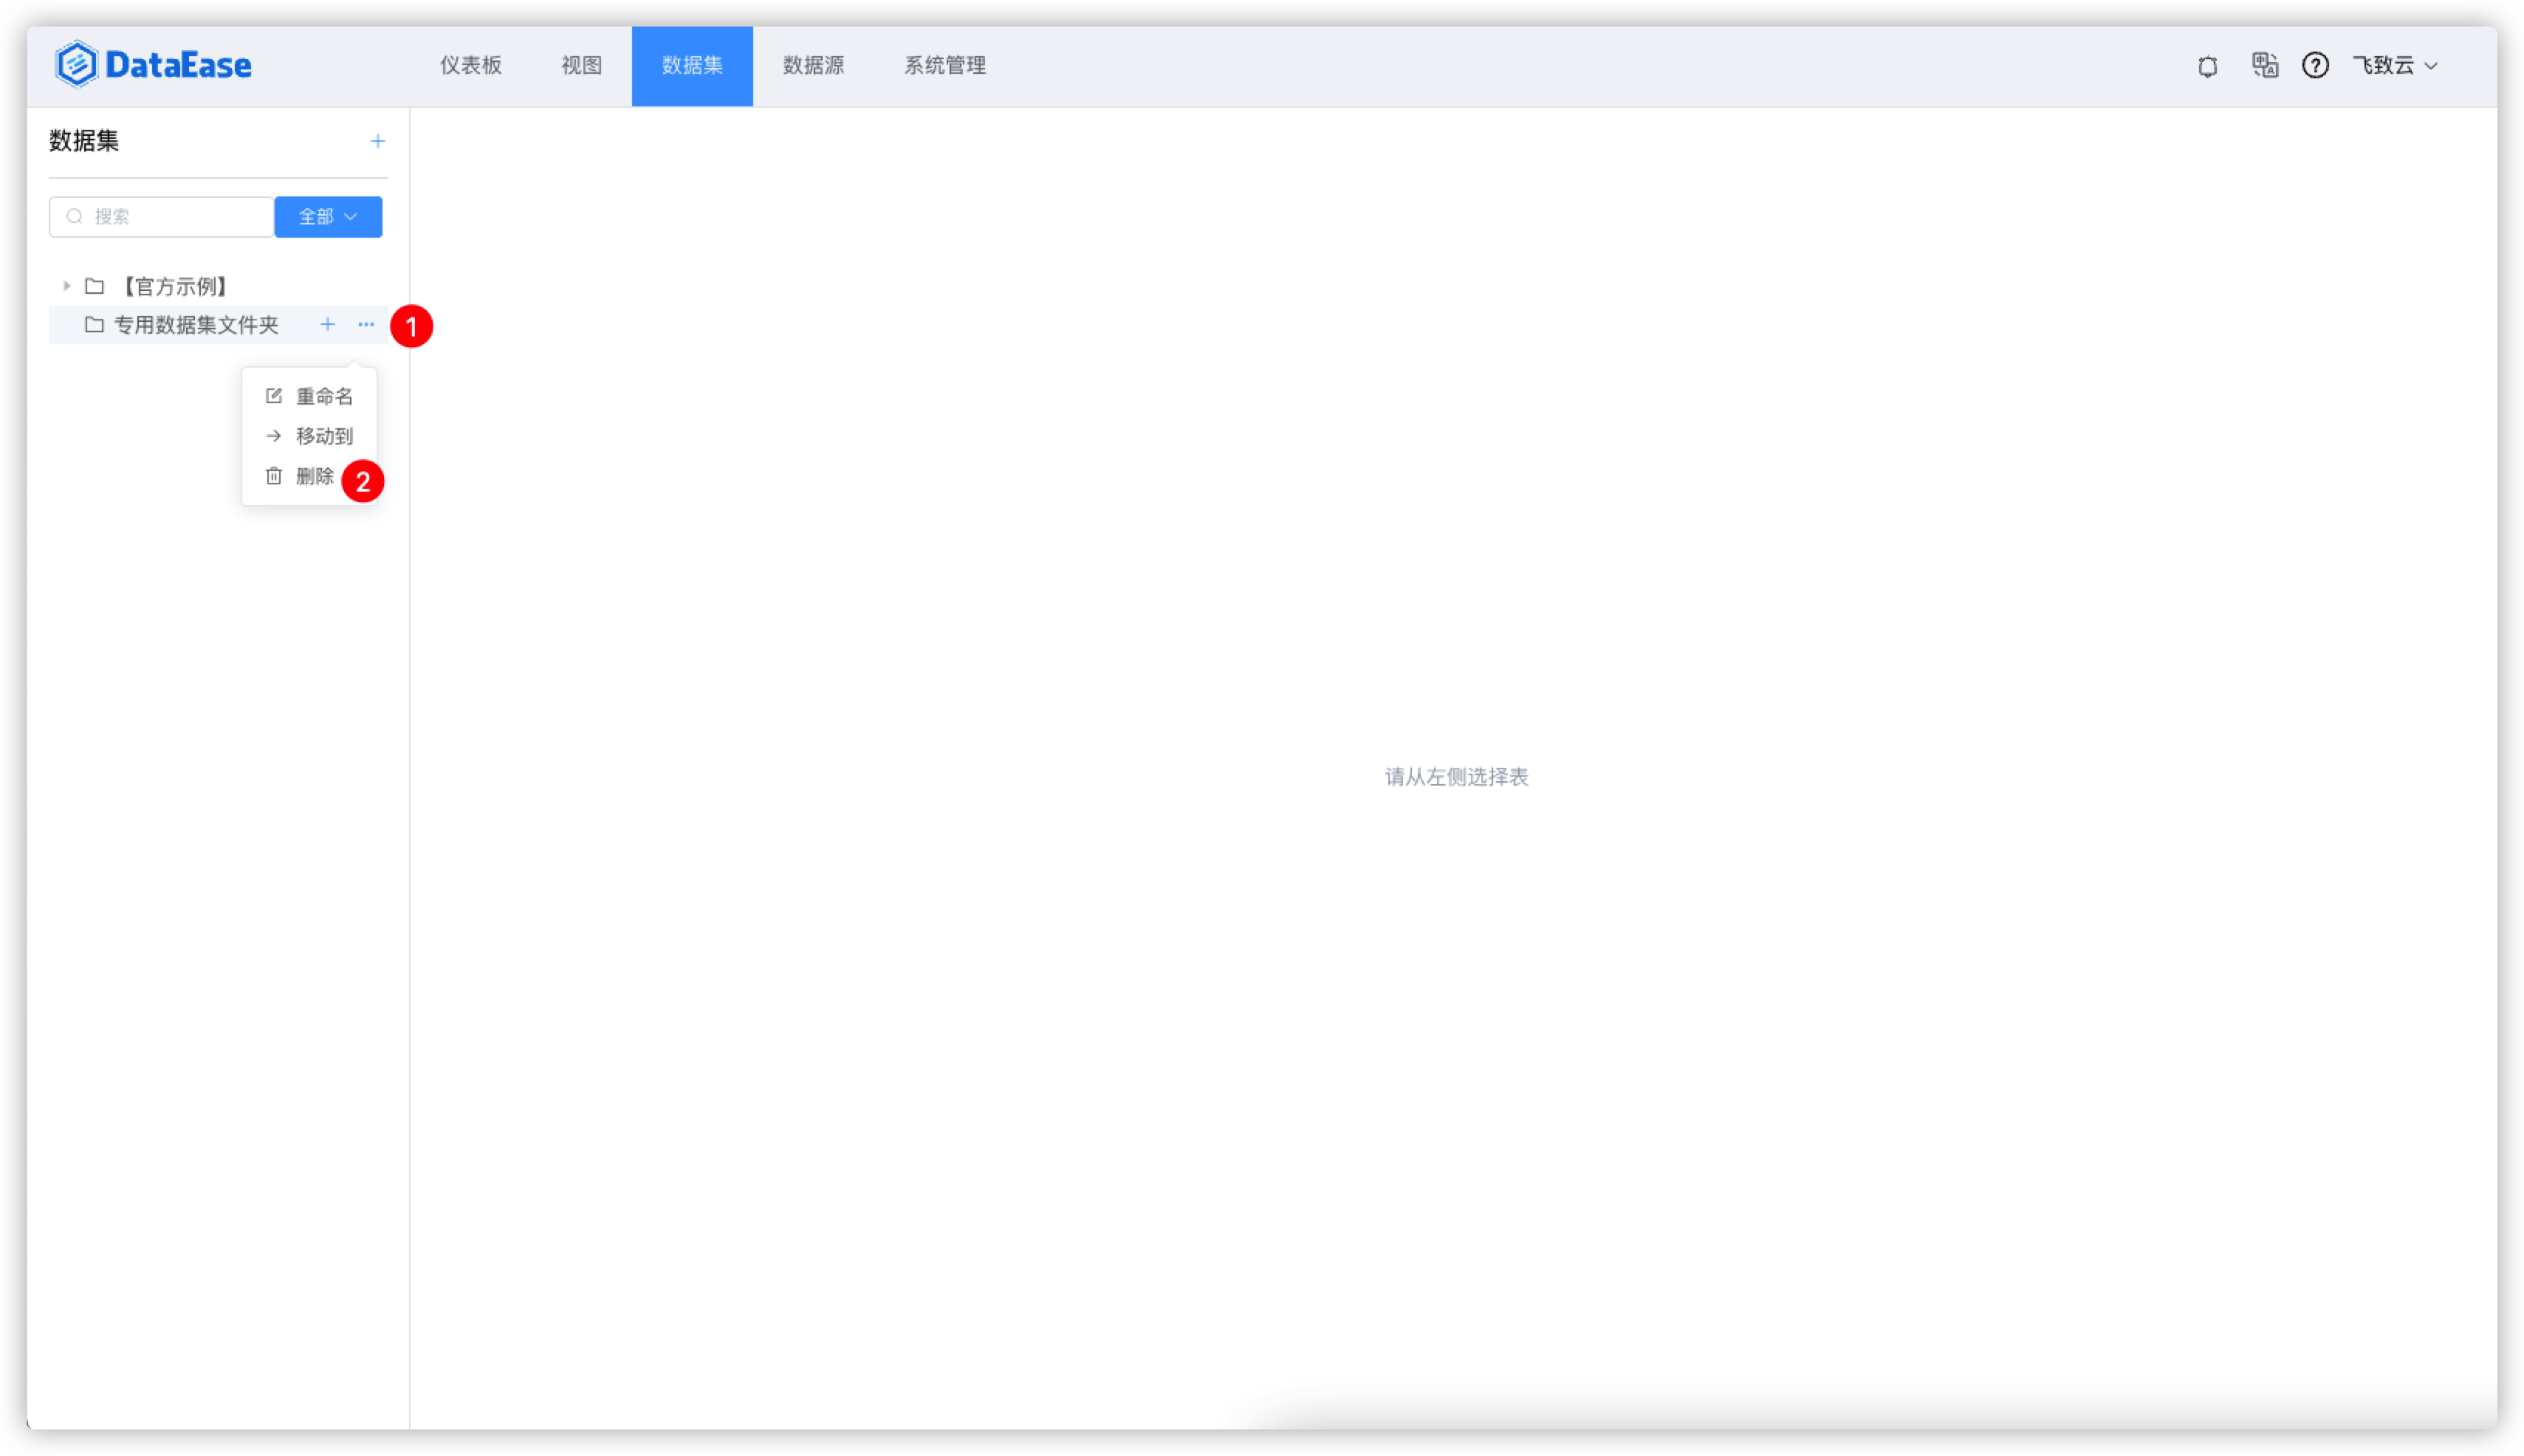 DataEase 仪表板 视图 数据集 数据源 系统管理 飞致云
数据集
搜索 全部
【官方示例】
专用数据集文件夹 1
重命名
移动到
删除 2
请从左侧选择表